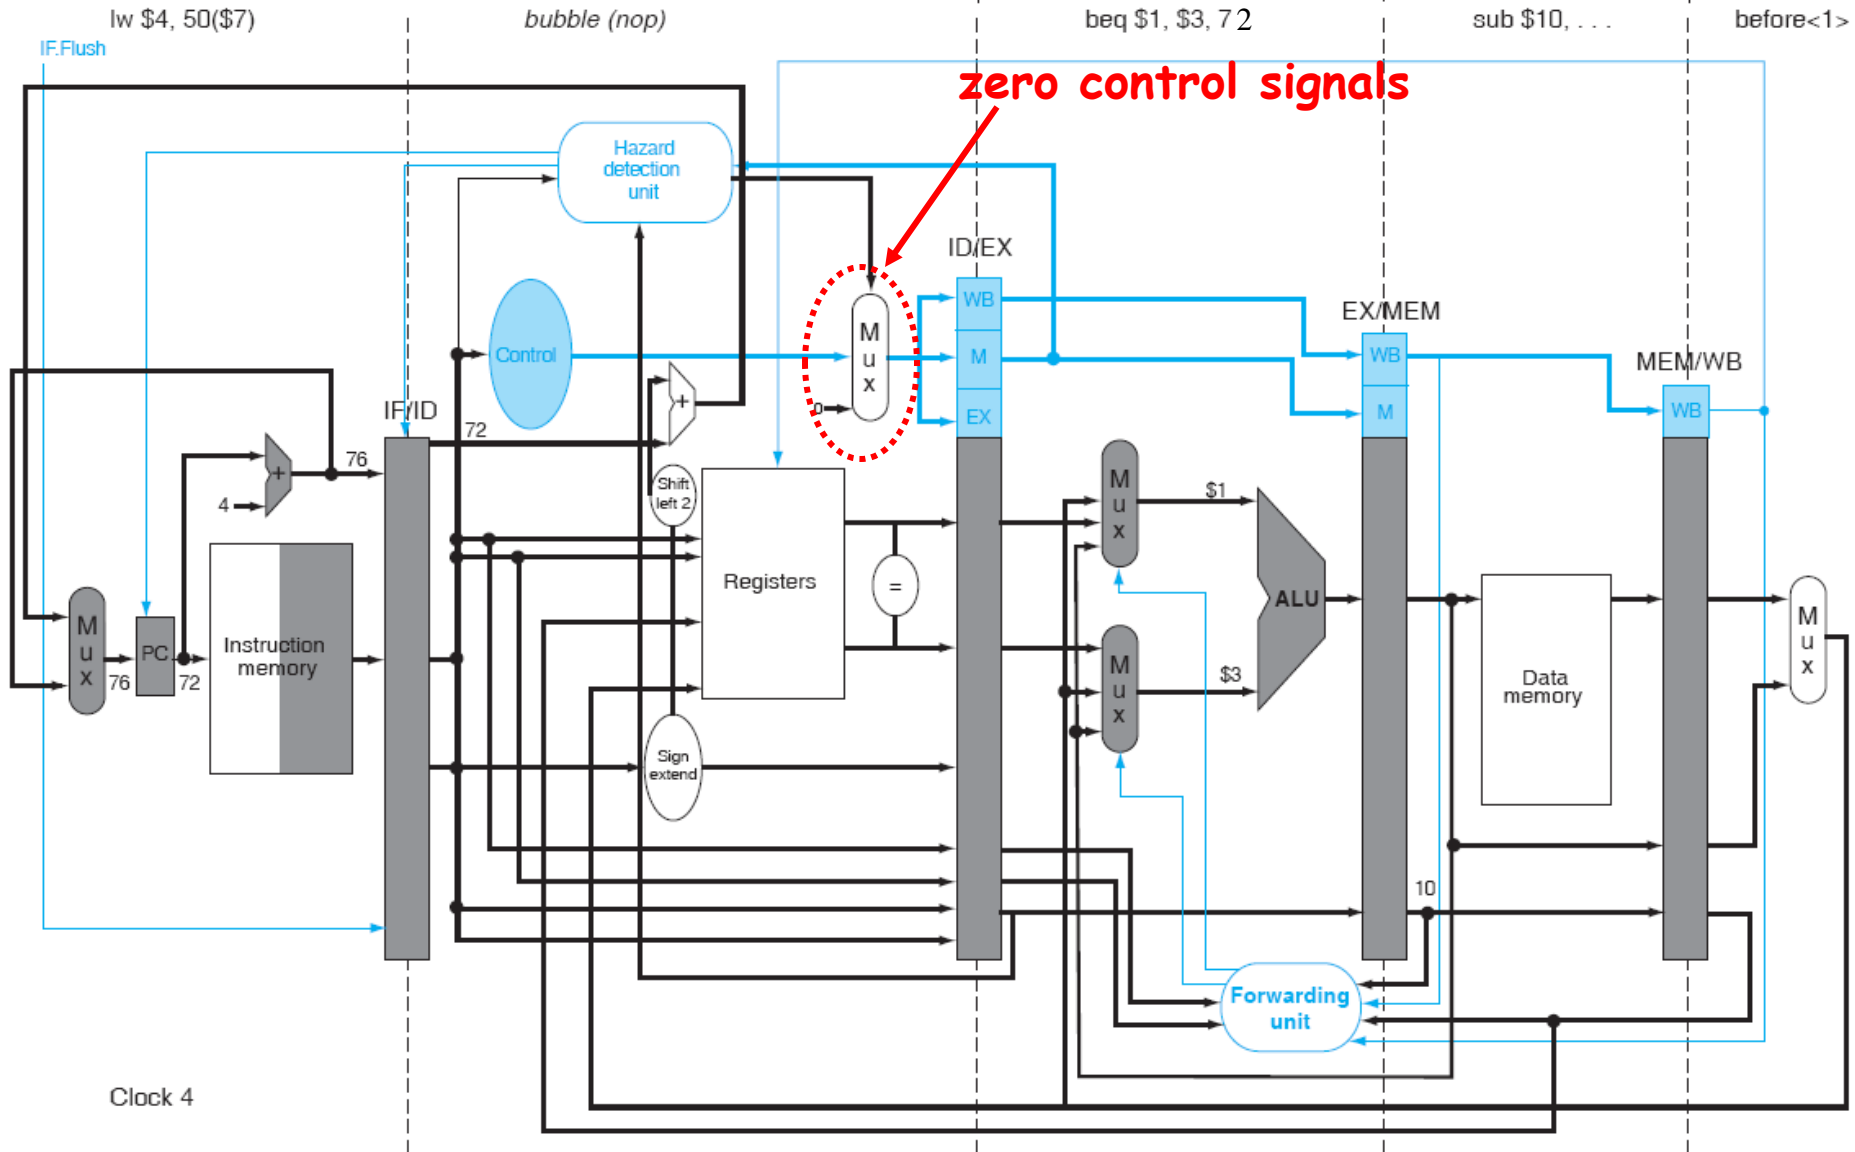 lw $4, 50($7)
bubble (nop)
beq $1, $3, 72
sub $10, . . .
before<1>
IF.Flush
zero control signals
Hazard
detection
unit
ID/EX
WB
M
EX
EX/MEM
WB
M
MEM/WB
WB
Control
M
u
x
0
+
IF/ID
72
76
+
4
Shift
left 2
M
u
x
$1
Registers
=
ALU
M
u
x
PC
76
72
Instruction
memory
M
u
x
$3
Data
memory
M
u
x
Sign
extend
10
Forwarding
unit
Clock 4